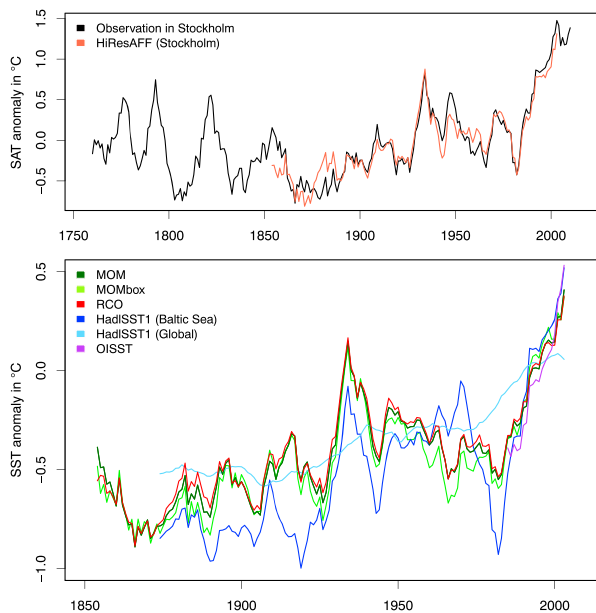 SAT anomaly in °C
1.5
1.0
0.5
0.0
−0.5
Observation in Stockholm
HiResAFF (Stockholm)
1750 1800 1850 1900 1950 2000
SST anomaly in °C
0.5
0.0
−0.5
−1.0
MOM
MOMbox
RCO
HadISST1 (Baltic Sea)
HadISST1 (Global)
OISST
1850 1900 1950 2000